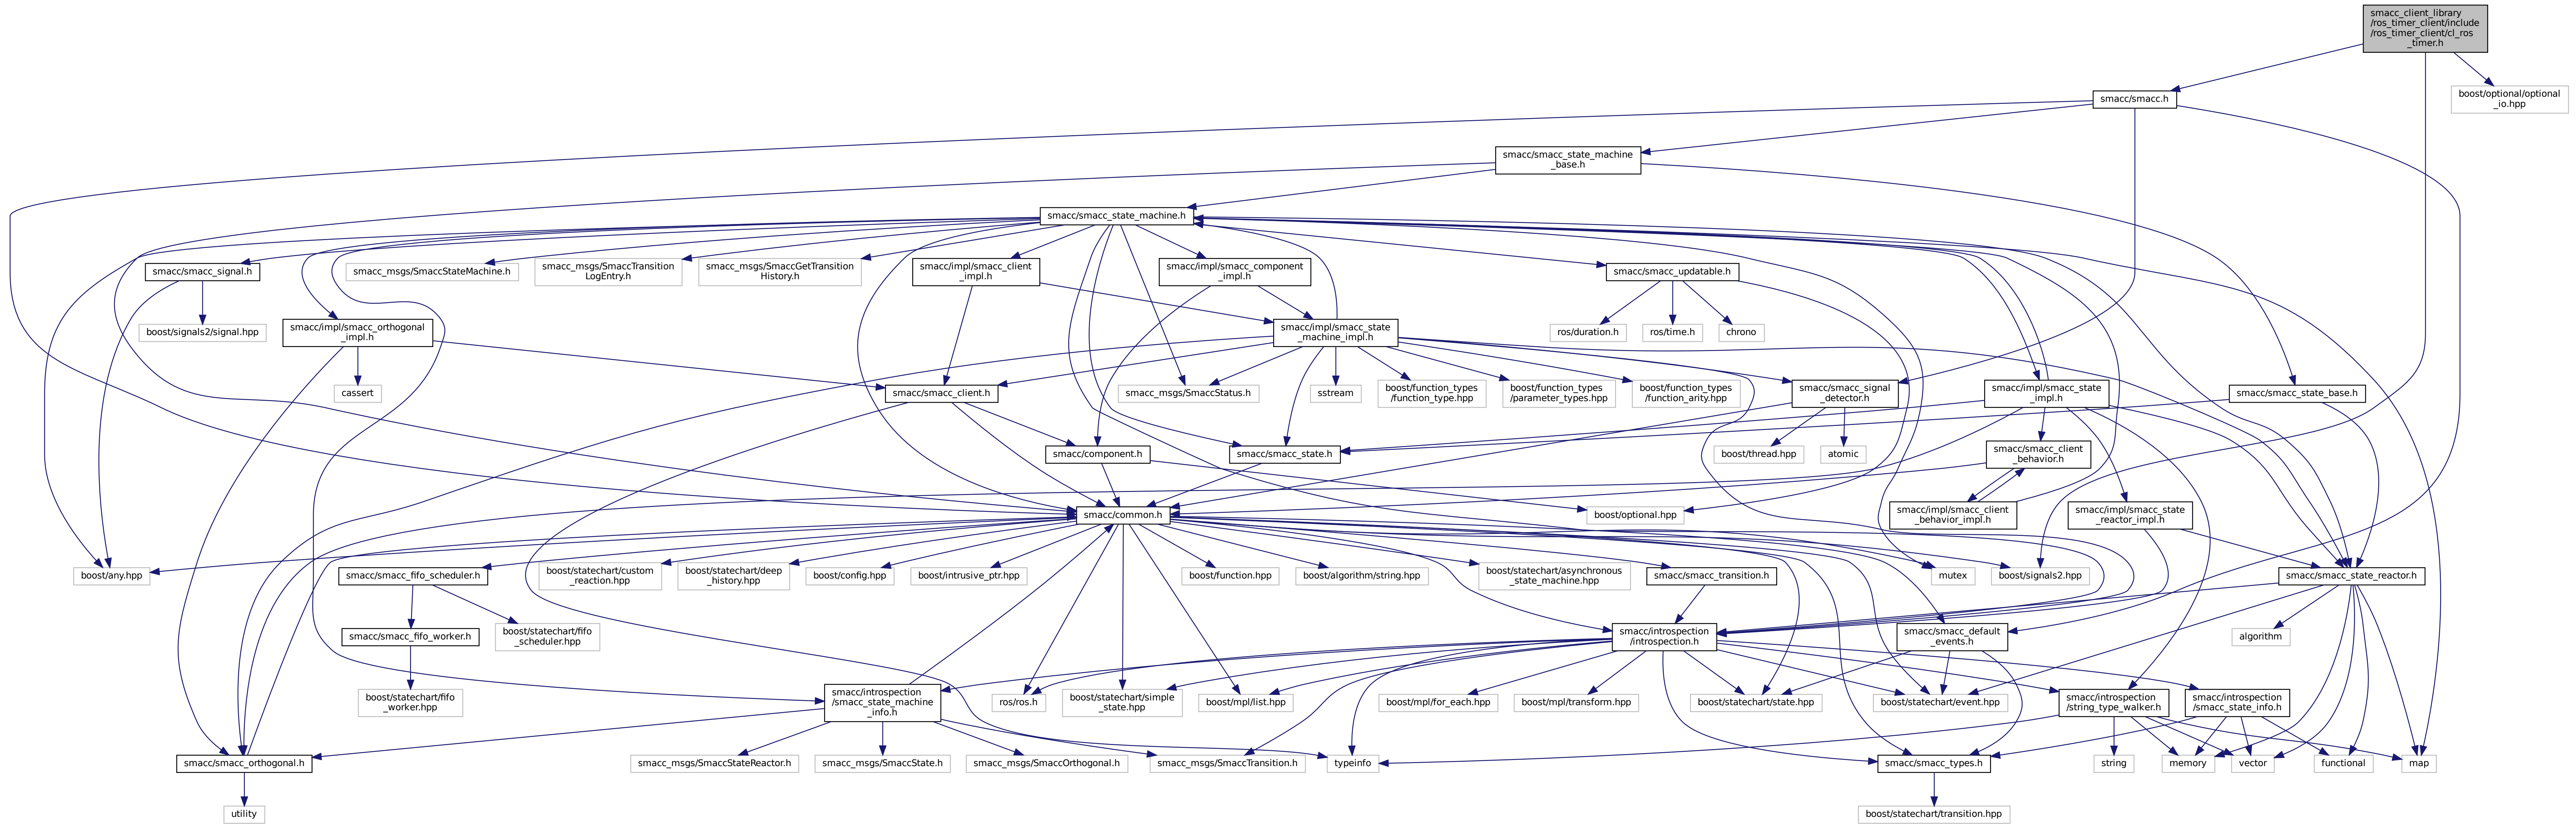 smacc_client_library
/ros_timer_client/include
/ros_timer_client/cl_ros
_timer.h
smacc/smacc.h
boost/optional/optional
_io.hpp
smacc/smacc_state_machine
_base.h
smacc/smacc_state_machine.h
smacc/smacc_signal.h
smacc_msgs/SmaccStateMachine.h
smacc_msgs/SmaccTransition
LogEntry.h
smacc_msgs/SmaccGetTransition
History.h
smacc/impl/smacc_client
_impl.h
smacc/impl/smacc_component
_impl.h
smacc/smacc_updatable.h
boost/signals2/signal.hpp
smacc/impl/smacc_orthogonal
_impl.h
smacc/impl/smacc_state
_machine_impl.h
ros/duration.h
ros/time.h
chrono
cassert
smacc/smacc_client.h
smacc_msgs/SmaccStatus.h
sstream
boost/function_types
/function_type.hpp
boost/function_types
/parameter_types.hpp
boost/function_types
/function_arity.hpp
smacc/smacc_signal
_detector.h
smacc/impl/smacc_state
_impl.h
smacc/smacc_state_base.h
smacc/component.h
smacc/smacc_state.h
boost/thread.hpp
atomic
smacc/smacc_client
_behavior.h
smacc/common.h
boost/optional.hpp
smacc/impl/smacc_client
_behavior_impl.h
smacc/impl/smacc_state
_reactor_impl.h
boost/any.hpp
smacc/smacc_fifo_scheduler.h
boost/statechart/custom
_reaction.hpp
boost/statechart/deep
_history.hpp
boost/config.hpp
boost/intrusive_ptr.hpp
boost/function.hpp
boost/algorithm/string.hpp
boost/statechart/asynchronous
_state_machine.hpp
smacc/smacc_transition.h
mutex
boost/signals2.hpp
smacc/smacc_state_reactor.h
smacc/smacc_fifo_worker.h
boost/statechart/fifo
_scheduler.hpp
smacc/introspection
/introspection.h
smacc/smacc_default
_events.h
algorithm
boost/statechart/fifo
_worker.hpp
smacc/introspection
/smacc_state_machine
_info.h
ros/ros.h
boost/statechart/simple
_state.hpp
boost/mpl/list.hpp
boost/mpl/for_each.hpp
boost/mpl/transform.hpp
boost/statechart/state.hpp
boost/statechart/event.hpp
smacc/introspection
/string_type_walker.h
smacc/introspection
/smacc_state_info.h
smacc/smacc_orthogonal.h
smacc_msgs/SmaccStateReactor.h
smacc_msgs/SmaccState.h
smacc_msgs/SmaccOrthogonal.h
smacc_msgs/SmaccTransition.h
typeinfo
smacc/smacc_types.h
string
memory
vector
functional
map
utility
boost/statechart/transition.hpp